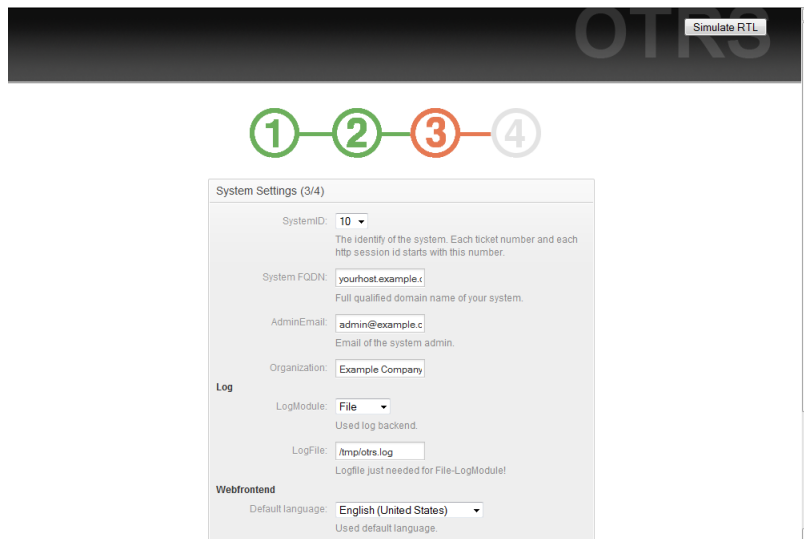 OTRS
Simulate RTL
1 2 3 4
System Settings (3/4)
SystemID: 10
The identify of the system. Each ticket number and each
http session id starts with this number.
System FQDN: yourhost.example.c
Full qualified domain name of your system.
AdminEmail: admin@example.c
Email of the system admin.
Organization: Example Company
Log
LogModule: File
Used log backend.
LogFile: /tmp/otrs.log
Logfile just needed for File-LogModule!
Webfrontend
Default language: English (United States)
Used default language.